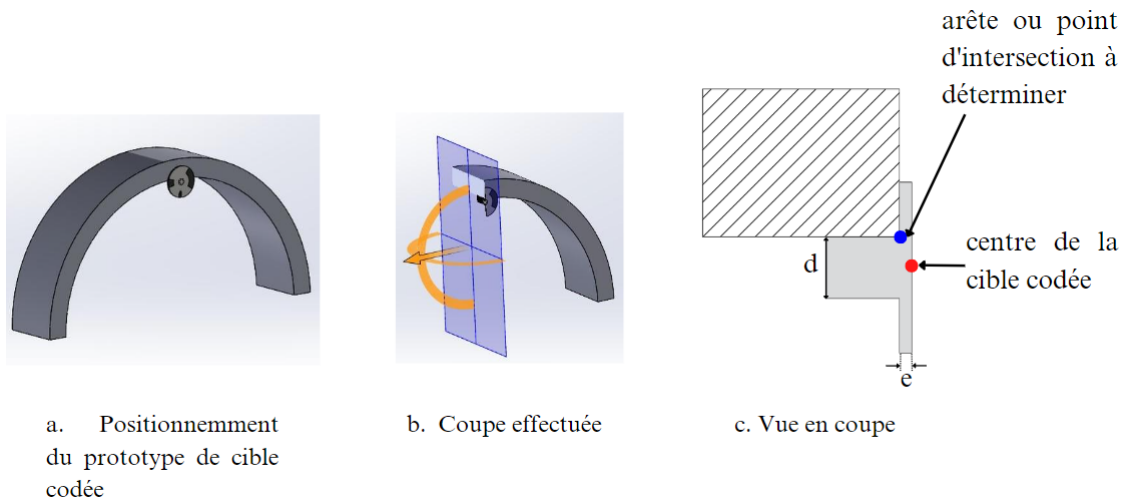 arête ou point
d'intersection à
déterminer
d
centre de la
cible codée
e
a. Positionnemment
du prototype de cible
codée
b. Coupe effectuée
c. Vue en coupe